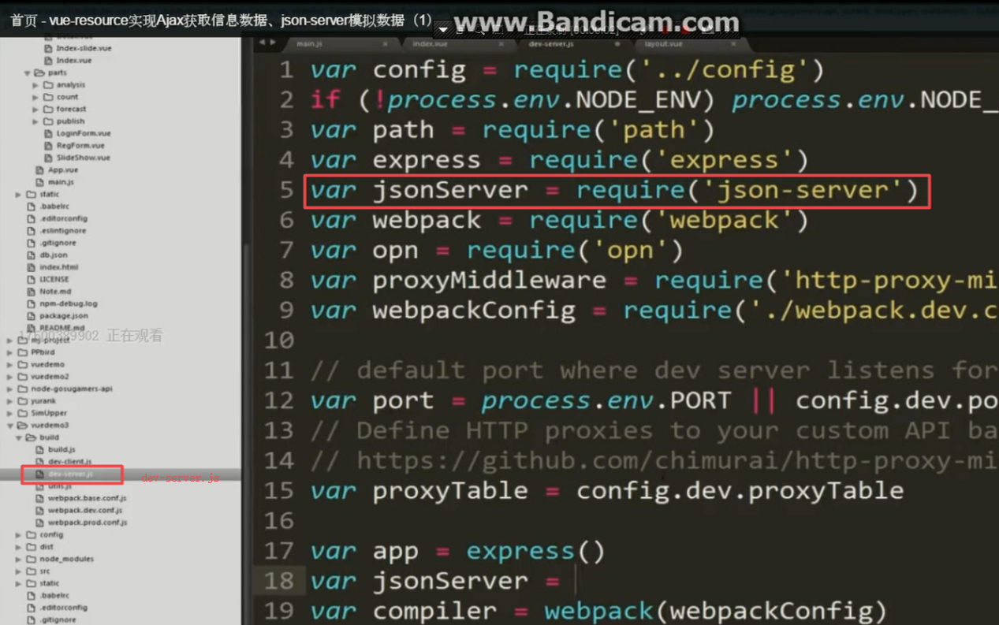 首页 - vue-resource实现Ajax获取信息数据、json-server模拟数据（1）
www.Bandicam.com
main.js
index.vue
dev-server.js
layout.vue
Index-slide.vue
Index.vue
parts
analysis
count
forecast
publish
LoginForm.vue
RegForm.vue
SlideShow.vue
App.vue
main.js
static
.babelrc
.editorconfig
.eslintignore
.gitignore
db.json
index.html
LICENSE
Note.md
npm-debug.log
package.json
README.md
正在观看
my-project
PPbird
vuedemo
vuedemo2
node-gosugamers-api
yurank
SimUpper
vuedemo3
build
build.js
dev-client.js
dev-server.js
dev-server.js
utils.js
webpack.base.conf.js
webpack.dev.conf.js
webpack.prod.conf.js
config
dist
node_modules
src
static
.babelrc
.editorconfig
.gitignore
1 var config = require('../config')
2 if (!process.env.NODE_ENV) process.env.NODE_
3 var path = require('path')
4 var express = require('express')
5 var jsonServer = require('json-server')
6 var webpack = require('webpack')
7 var opn = require('opn')
8 var proxyMiddleware = require('http-proxy-mi
9 var webpackConfig = require('./webpack.dev.c
10
11 // default port where dev server listens for
12 var port = process.env.PORT || config.dev.po
13 // Define HTTP proxies to your custom API ba
14 // https://github.com/chimurai/http-proxy-mi
15 var proxyTable = config.dev.proxyTable
16
17 var app = express()
18 var jsonServer =
19 var compiler = webpack(webpackConfig)